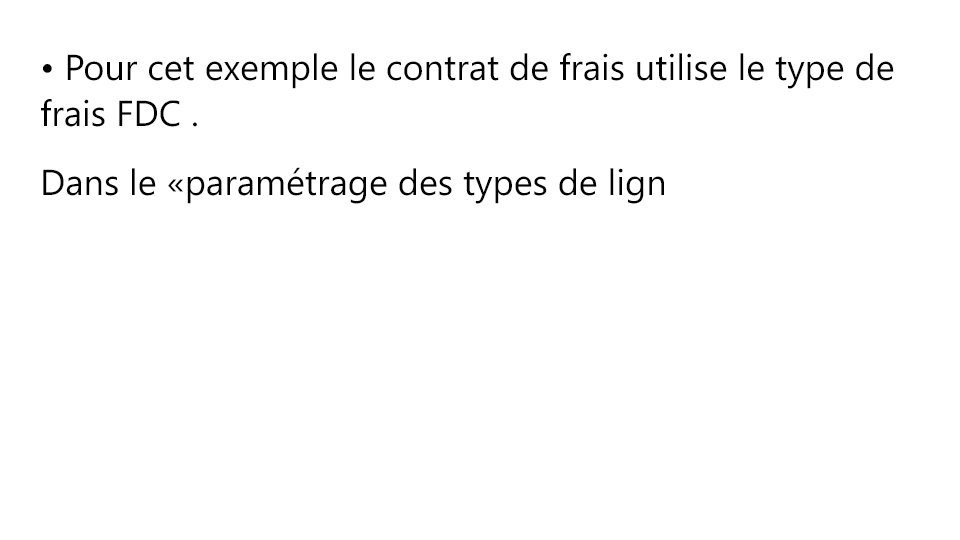 • Pour cet exemple le contrat de frais utilise le type de
frais FDC .
Dans le «paramétrage des types de lign